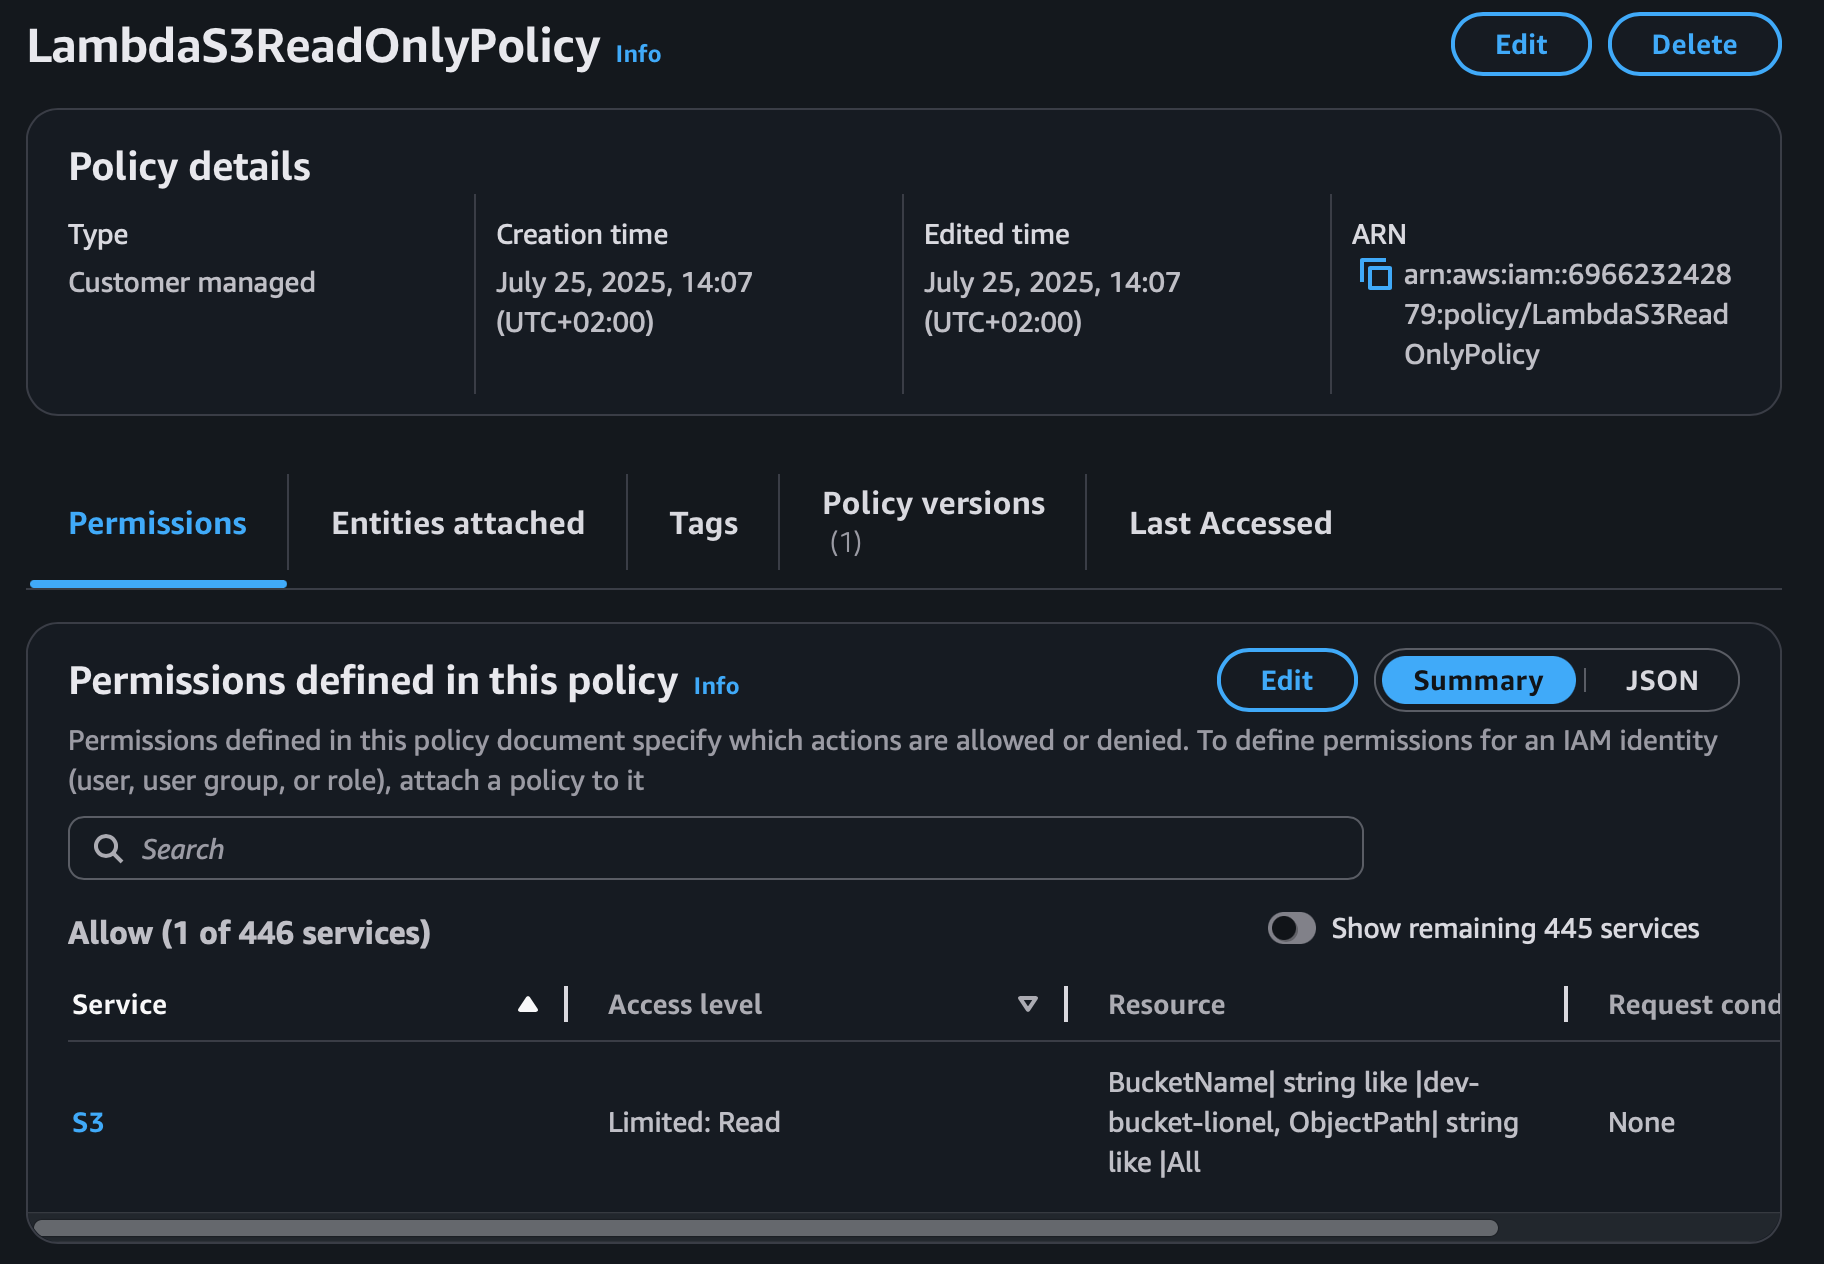 LambdaS3ReadOnlyPolicy Info
Edit
Delete
Policy details
Type
Customer managed
Creation time
July 25, 2025, 14:07
(UTC+02:00)
Edited time
July 25, 2025, 14:07
(UTC+02:00)
ARN
arn:aws:iam::6966232428
79:policy/LambdaS3Read
OnlyPolicy
Permissions
Entities attached
Tags
Policy versions
(1)
Last Accessed
Permissions defined in this policy Info
Edit
Summary
JSON
Permissions defined in this policy document specify which actions are allowed or denied. To define permissions for an IAM identity
(user, user group, or role), attach a policy to it
Search
Allow (1 of 446 services)
Show remaining 445 services
Service
Access level
Resource
Request cond
S3
Limited: Read
BucketName| string like |dev-
bucket-lionel, ObjectPath| string
like |All
None